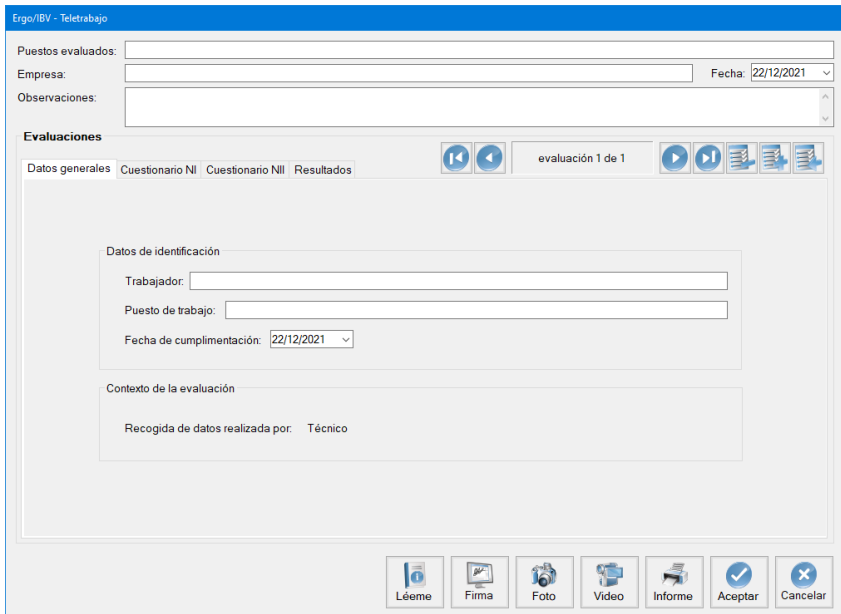 Ergo/IBV - Teletrabajo
Puestos evaluados:
Empresa:
Fecha: 22/12/2021
Observaciones:
Evaluaciones
evaluación 1 de 1
Datos generales Cuestionario NI Cuestionario NII Resultados
Datos de identificación
Trabajador:
Puesto de trabajo:
Fecha de cumplimentación: 22/12/2021
Contexto de la evaluación
Recogida de datos realizada por: Técnico
Léeme Firma Foto Video Informe Aceptar Cancelar